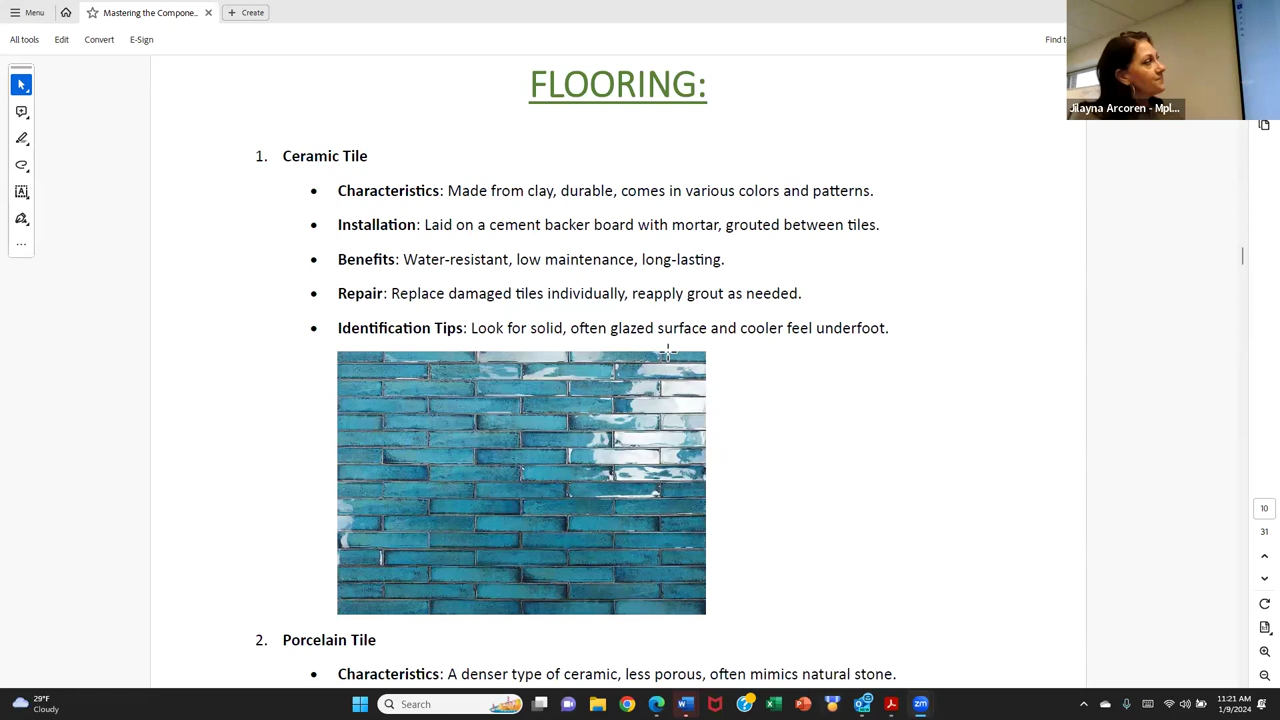 Menu
Mastering the Compone...
Create
All tools
Edit
Convert
E-Sign
Find to
Jilayna Arcoren - Mpl...
FLOORING:
1. Ceramic Tile
• Characteristics: Made from clay, durable, comes in various colors and patterns.
• Installation: Laid on a cement backer board with mortar, grouted between tiles.
• Benefits: Water-resistant, low maintenance, long-lasting.
• Repair: Replace damaged tiles individually, reapply grout as needed.
• Identification Tips: Look for solid, often glazed surface and cooler feel underfoot.
2. Porcelain Tile
• Characteristics: A denser type of ceramic, less porous, often mimics natural stone.
10
31
29°F
Cloudy
Search
zm
11:21 AM
1/9/2024